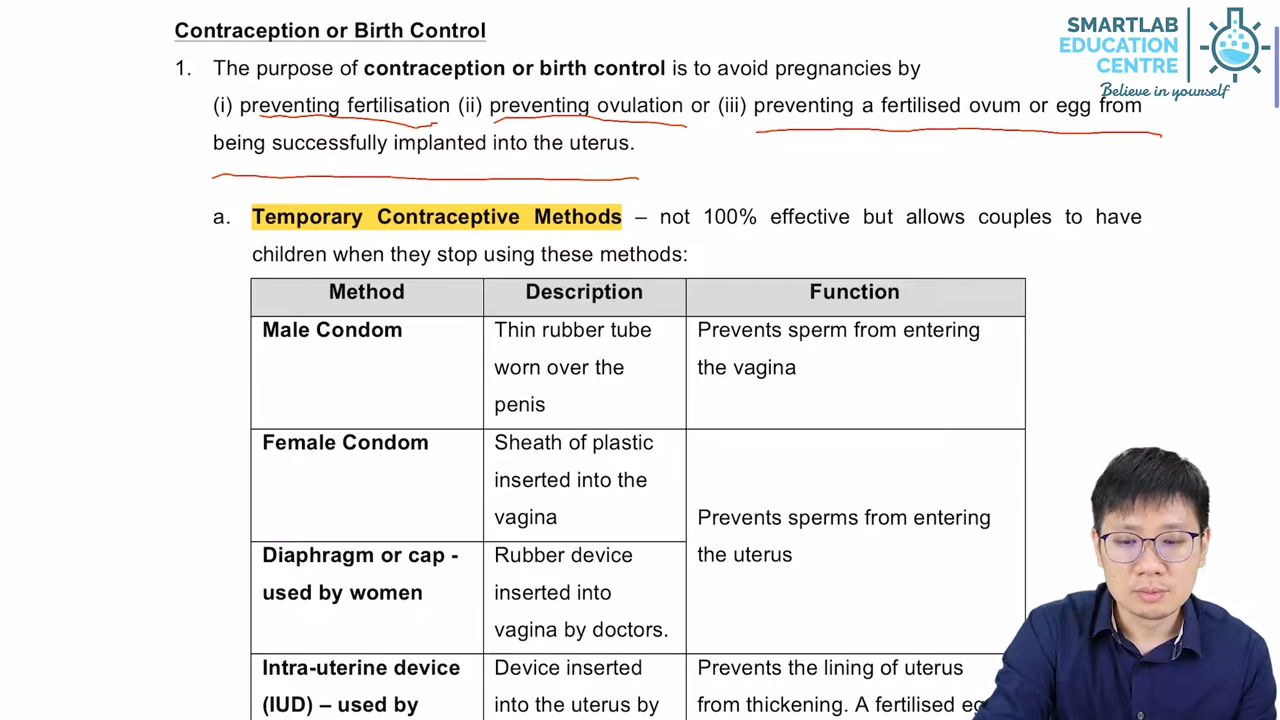 Contraception or Birth Control
SMARTLAB
EDUCATION
CENTRE
Believe in yourself
1. The purpose of contraception or birth control is to avoid pregnancies by
(i) preventing fertilisation (ii) preventing ovulation or (iii) preventing a fertilised ovum or egg from
being successfully implanted into the uterus.
a. Temporary Contraceptive Methods – not 100% effective but allows couples to have
children when they stop using these methods:
Method Description Function
Male Condom
Thin rubber tube
worn over the
penis
Prevents sperm from entering
the vagina
Female Condom
Sheath of plastic
inserted into the
vagina
Prevents sperms from entering
the uterus
Diaphragm or cap -
used by women
Rubber device
inserted into
vagina by doctors.
Intra-uterine device
(IUD) – used by
Device inserted
into the uterus by
Prevents the lining of uterus
from thickening. A fertilised